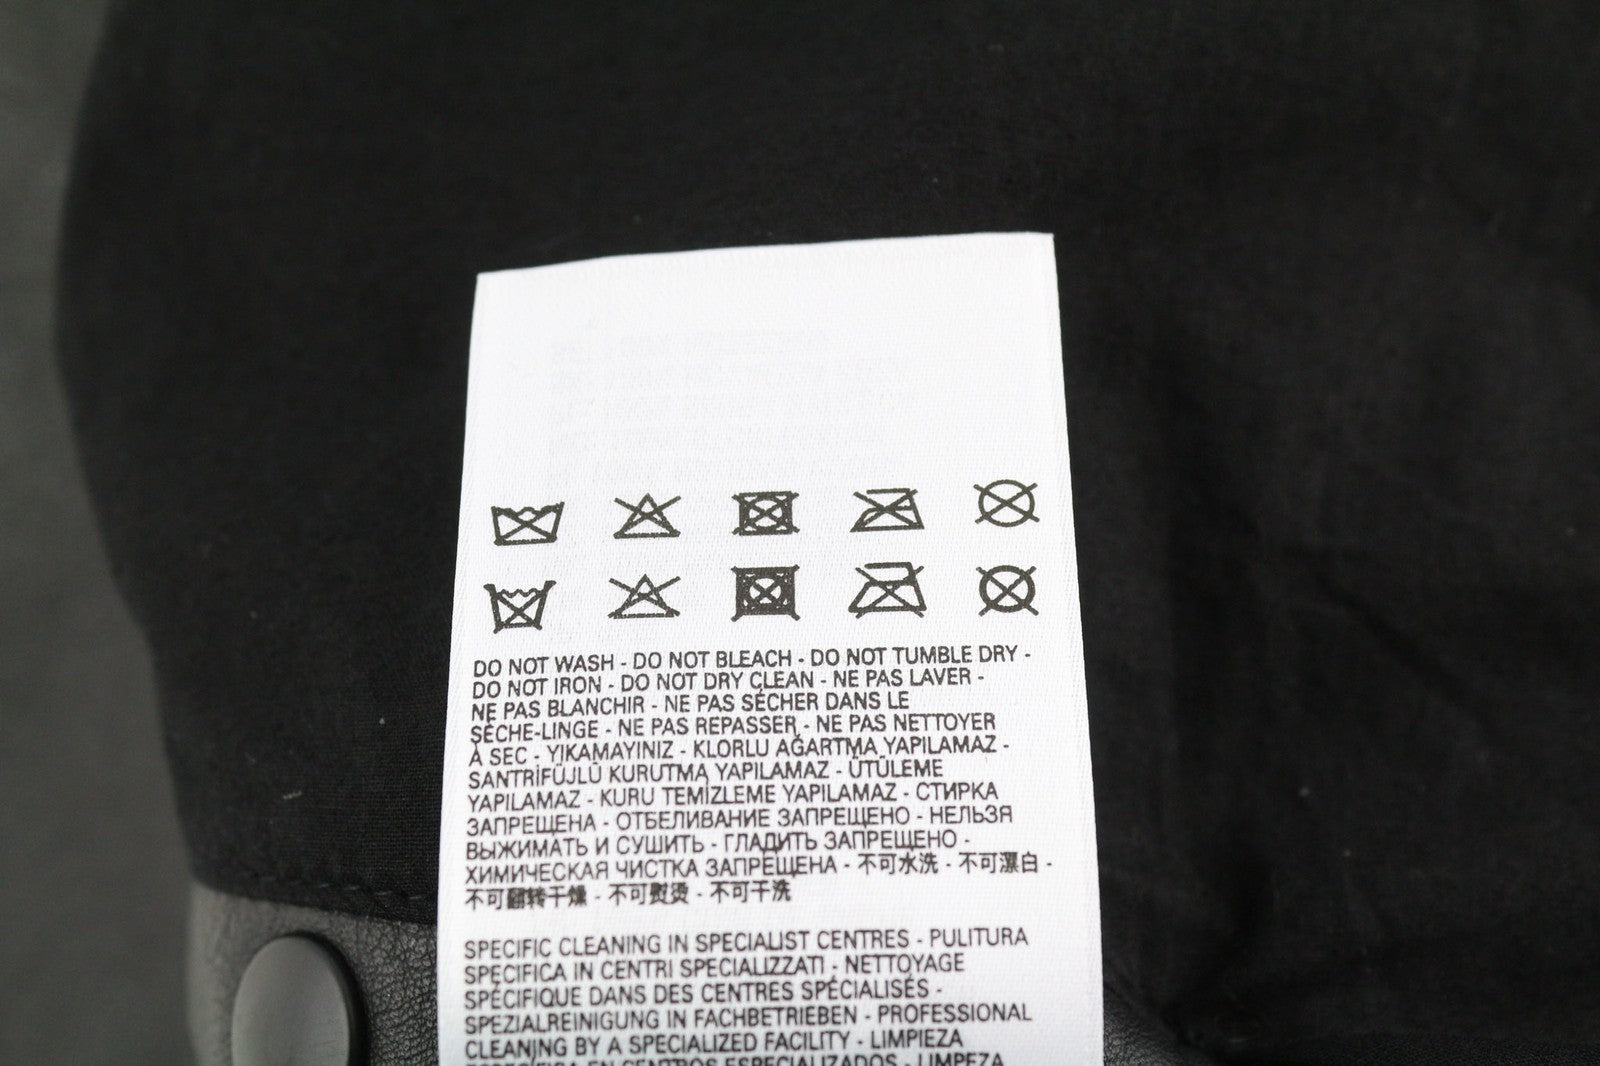 DO NOT WASH - DO NOT BLEACH - DO NOT TUMBLE DRY -
DO NOT IRON - DO NOT DRY CLEAN - NE PAS LAVER -
NE PAS BLANCHIR - NE PAS SÉCHER DANS LE
SÈCHE-LINGE - NE PAS REPASSER - NE PAS NETTOYER
À SEC - YIKAMAYINIZ - KLORLU AĞARTMA YAPILAMAZ -
SANTRİFÜJLÜ KURUTMA YAPILAMAZ - ÜTÜLEME
YAPILAMAZ - KURU TEMİZLEME YAPILAMAZ - СТИРКА
ЗАПРЕЩЕНА - ОТБЕЛИВАНИЕ ЗАПРЕЩЕНО - НЕЛЬЗЯ
ВЫЖИМАТЬ И СУШИТЬ - ГЛАДИТЬ ЗАПРЕЩЕНО -
ХИМИЧЕСКАЯ ЧИСТКА ЗАПРЕЩЕНА - 不可水洗 - 不可漂白 -
不可翻转干燥 - 不可熨烫 - 不可干洗
SPECIFIC CLEANING IN SPECIALIST CENTRES - PULITURA
SPECIFICA IN CENTRI SPECIALIZZATI - NETTOYAGE
SPÉCIFIQUE DANS DES CENTRES SPÉCIALISÉS -
SPEZIALREINIGUNG IN FACHBETRIEBEN - PROFESSIONAL
CLEANING BY A SPECIALIZED FACILITY - LIMPIEZA
ESPECÍFICA EN CENTROS ESPECIALIZADOS - LIMPEZA